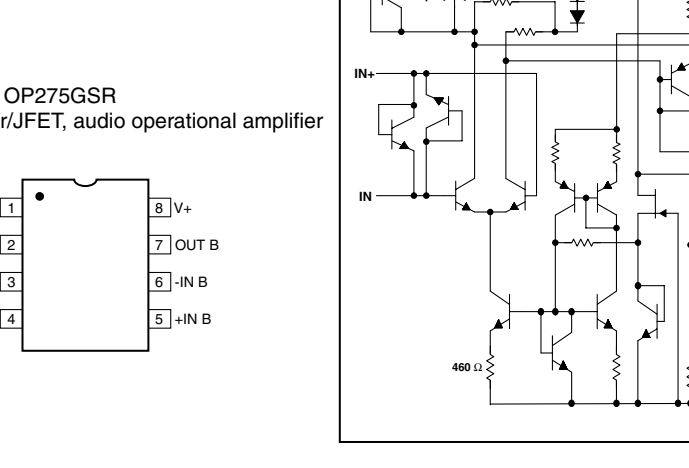 OP275GSR
r/JFET, audio operational amplifier
1
8 V+
2
7 OUT B
3
6 -IN B
4
5 +IN B
IN+
IN
460 Ω